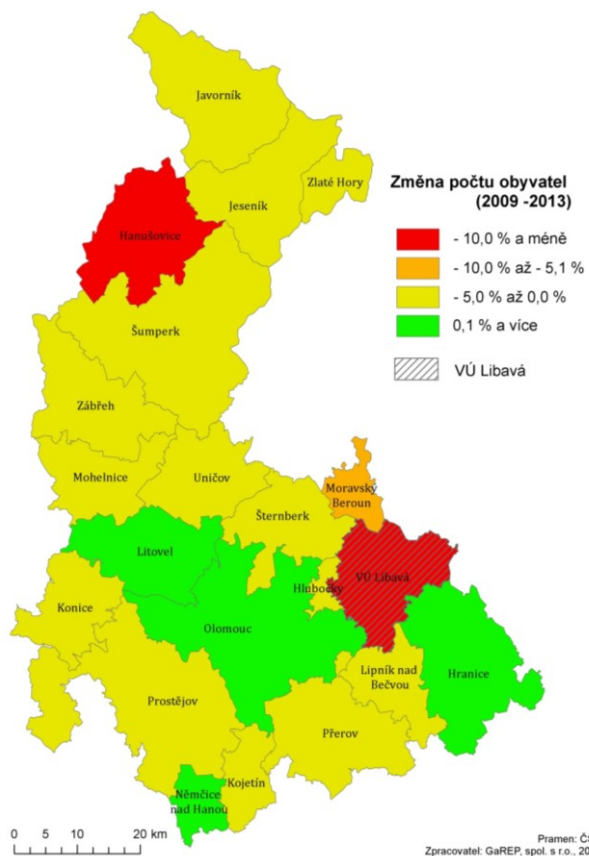 Javorník
Zlaté Hory
Jeseník
Hanušovice
Šumperk
Zábřeh
Mohelnice
Uničov
Šternberk
Moravský
Beroun
Litovel
Hlubočky
VÚ Libavá
Konice
Olomouc
Lipník nad
Bečvou
Hranice
Prostějov
Přerov
Kojetín
Němčice
nad Hanou
Změna počtu obyvatel
(2009 -2013)
- 10,0 % a méně
- 10,0 % až - 5,1 %
- 5,0 % až 0,0 %
0,1 % a více
VÚ Libavá
0 5 10 20 km
Pramen:
Zpracovatel: GaREP, spol. s r.o.,